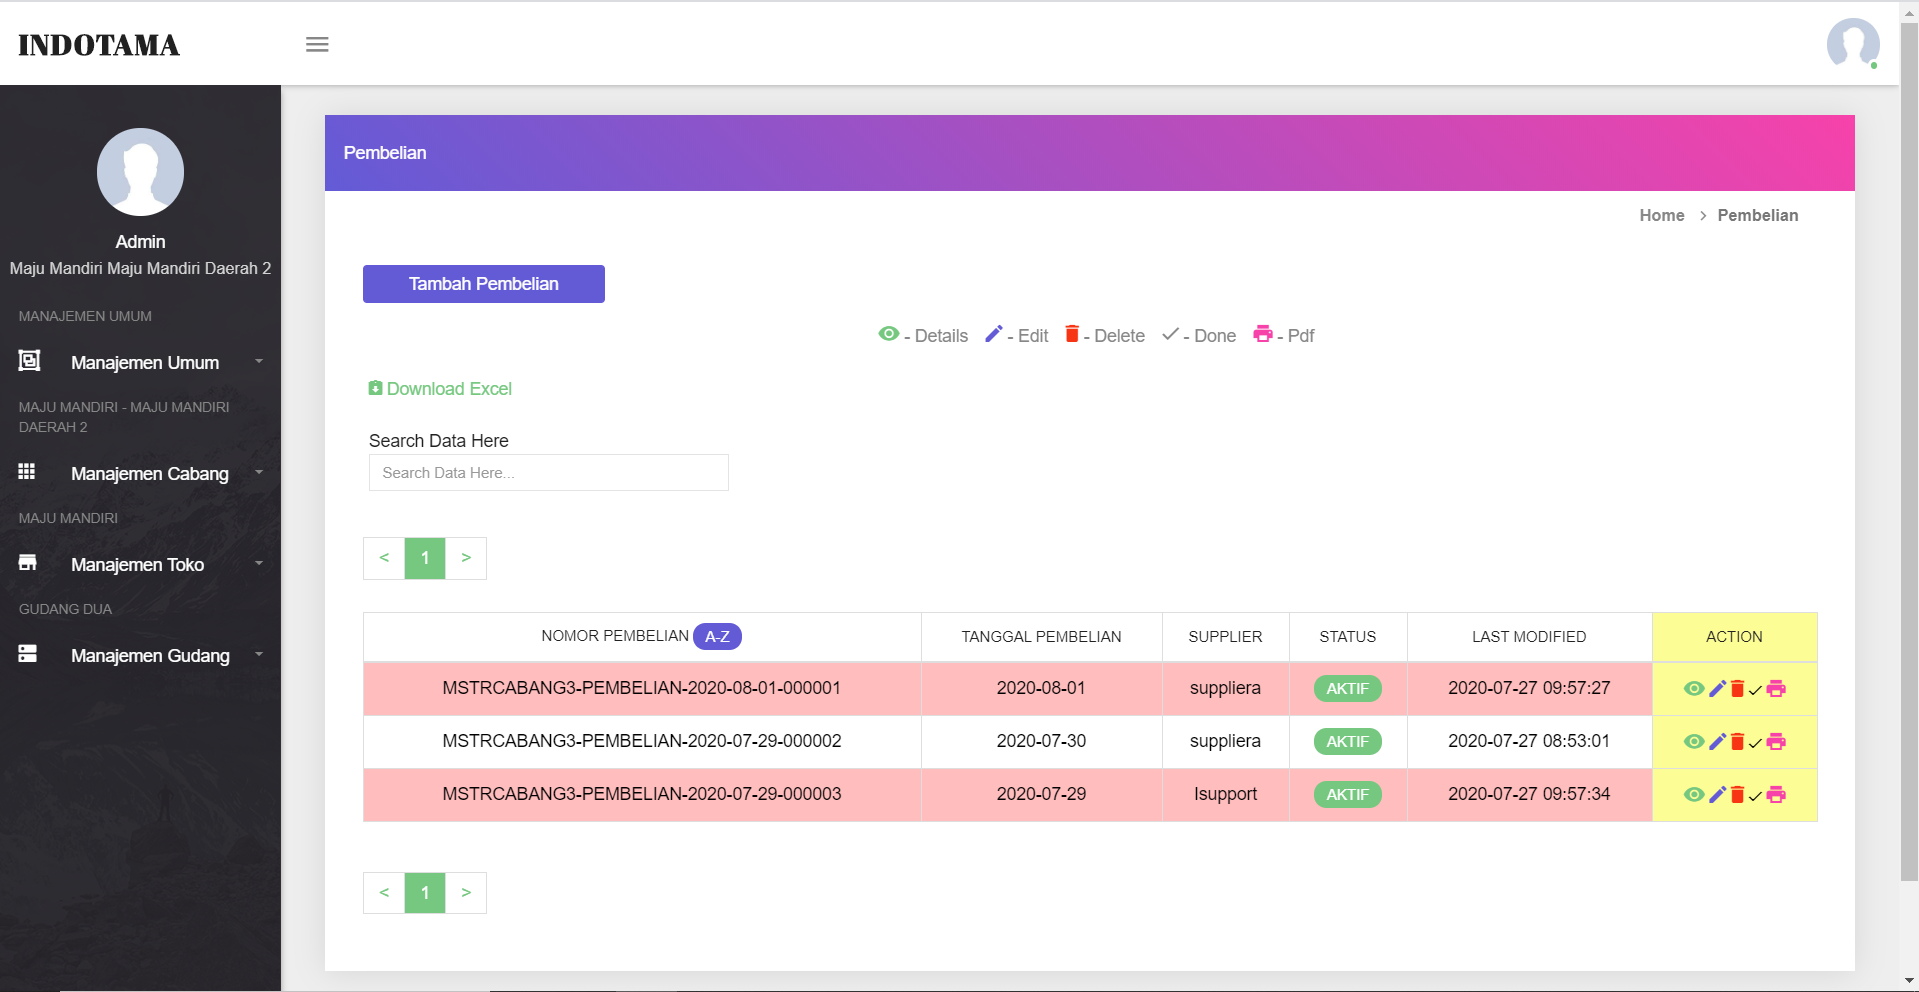 INDOTAMA
Admin
Maju Mandiri Maju Mandiri Daerah 2
MANAJEMEN UMUM
Manajemen Umum
MAJU MANDIRI - MAJU MANDIRI
DAERAH 2
Manajemen Cabang
MAJU MANDIRI
Manajemen Toko
GUDANG DUA
Manajemen Gudang
Pembelian
Home > Pembelian
Tambah Pembelian
- Details - Edit - Delete - Done - Pdf
Download Excel
Search Data Here
Search Data Here...
< 1 >
NOMOR PEMBELIAN A-Z TANGGAL PEMBELIAN SUPPLIER STATUS LAST MODIFIED ACTION
MSTRCABANG3-PEMBELIAN-2020-08-01-000001 2020-08-01 suppliera AKTIF 2020-07-27 09:57:27
MSTRCABANG3-PEMBELIAN-2020-07-29-000002 2020-07-30 suppliera AKTIF 2020-07-27 08:53:01
MSTRCABANG3-PEMBELIAN-2020-07-29-000003 2020-07-29 Isupport AKTIF 2020-07-27 09:57:34
< 1 >